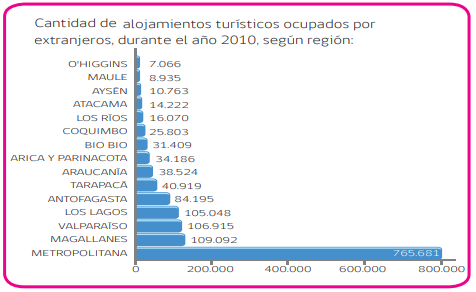 Cantidad de alojamientos turísticos ocupados por
extranjeros, durante el año 2010, según región:
O'HIGGINS 7.066
MAULE 8.935
AYSÉN 10.763
ATACAMA 14.222
LOS RÍOS 16.070
COQUIMBO 25.803
BIO BIO 31.409
ARICA Y PARINACOTA 34.186
ARAUCANÍA 38.524
TARAPACÁ 40.919
ANTOFAGASTA 84.195
LOS LAGOS 105.048
VALPARAÍSO 106.915
MAGALLANES 109.092
METROPOLITANA 765.681
0 200.000 400.000 600.000 800.000